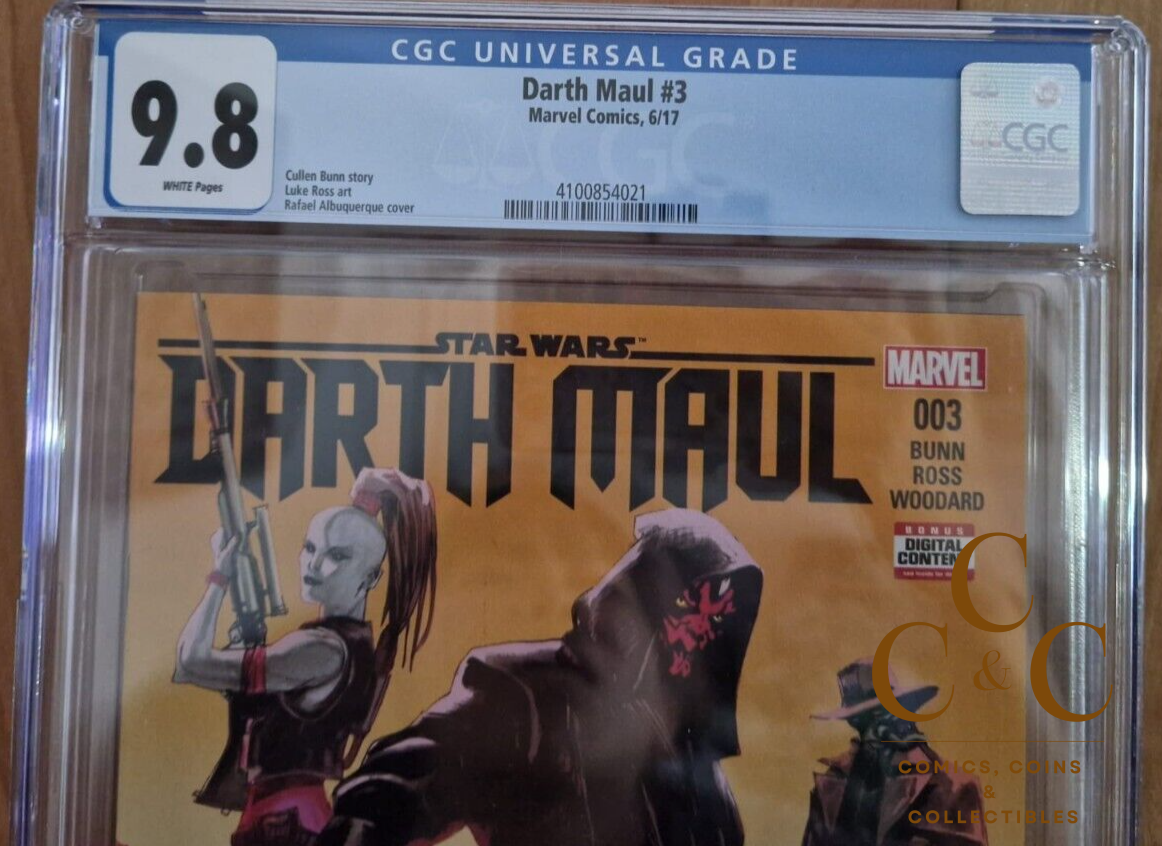 CGC UNIVERSAL GRADE
9.8
WHITE Pages
Darth Maul #3
Marvel Comics, 6/17
Cullen Bunn story
Luke Ross art
Rafael Albuquerque cover
4100854021
CGC
CGC
STAR WARS™
DARTH MAUL
MARVEL
003
BUNN
ROSS
WOODARD
BONUS
DIGITAL
CONTENT
C
C & C
COMICS, COINS
&
COLLECTIBLES